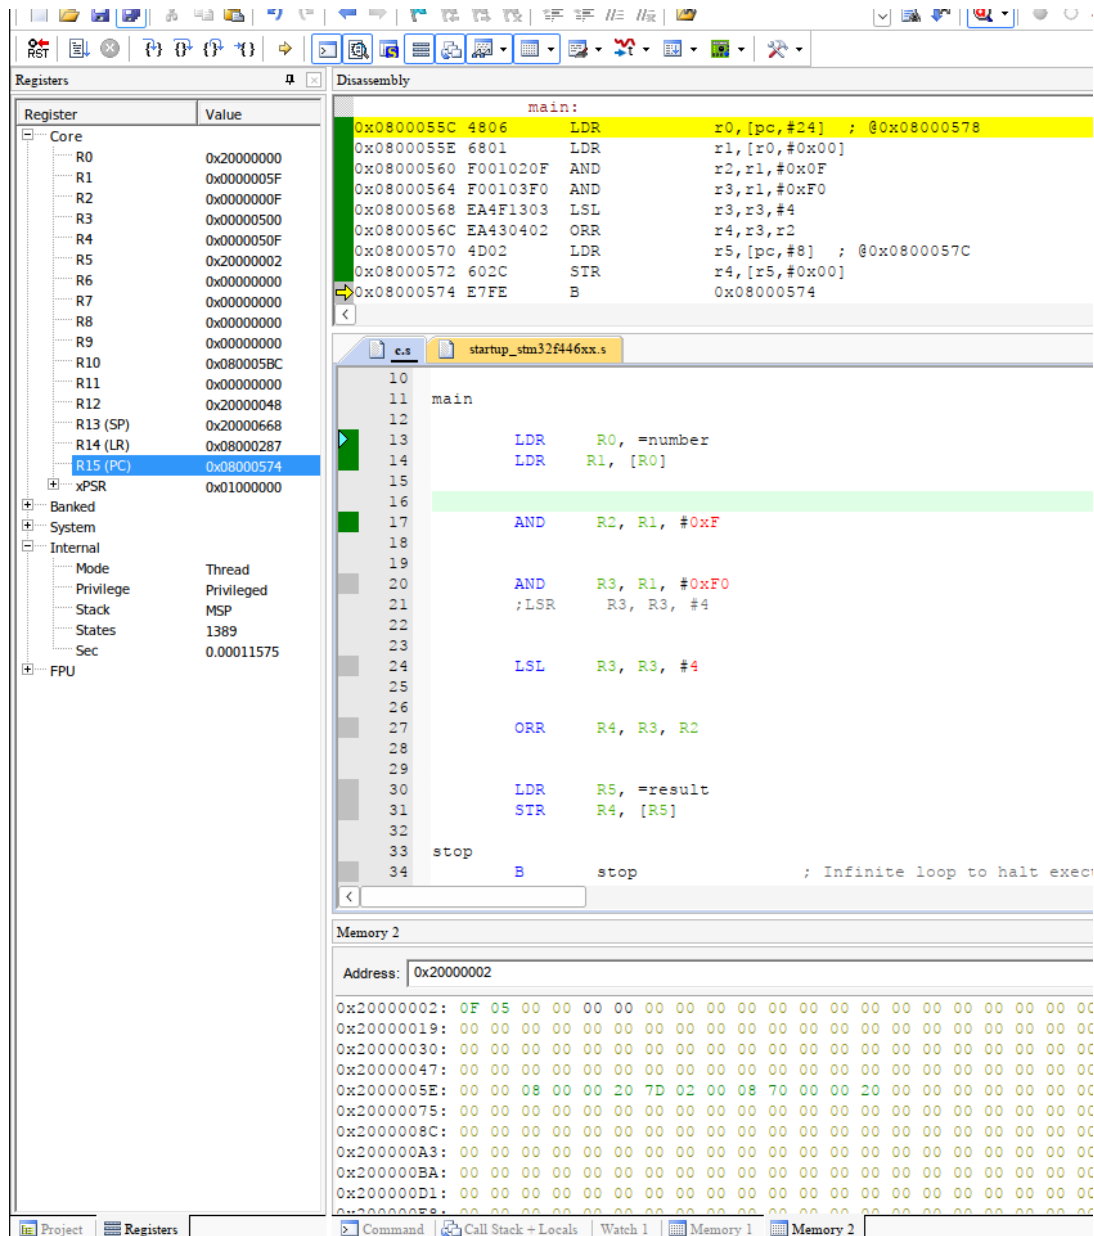 Registers
Register Value
Core
R0 0x20000000
R1 0x0000005F
R2 0x0000000F
R3 0x00000500
R4 0x0000050F
R5 0x20000002
R6 0x00000000
R7 0x00000000
R8 0x00000000
R9 0x00000000
R10 0x080005BC
R11 0x00000000
R12 0x20000048
R13 (SP) 0x20000668
R14 (LR) 0x08000287
R15 (PC) 0x08000574
xPSR 0x01000000
Banked
System
Internal
Mode Thread
Privilege Privileged
Stack MSP
States 1389
Sec 0.00011575
FPU
Project Registers
Disassembly
main:
0x0800055C 4806 LDR r0,[pc,#24] ; @0x08000578
0x0800055E 6801 LDR r1,[r0,#0x00]
0x08000560 F001020F AND r2,r1,#0x0F
0x08000564 F00103F0 AND r3,r1,#0xF0
0x08000568 EA4F1303 LSL r3,r3,#4
0x0800056C EA430402 ORR r4,r3,r2
0x08000570 4D02 LDR r5,[pc,#8] ; @0x0800057C
0x08000572 602C STR r4,[r5,#0x00]
0x08000574 E7FE B 0x08000574
c.s startup_stm32f446xx.s
10
11 main
12
13 LDR R0, =number
14 LDR R1, [R0]
15
16
17 AND R2, R1, #0xF
18
19
20 AND R3, R1, #0xF0
21 ;LSR R3, R3, #4
22
23
24 LSL R3, R3, #4
25
26
27 ORR R4, R3, R2
28
29
30 LDR R5, =result
31 STR R4, [R5]
32
33 stop
34 B stop ; Infinite loop to halt exec
Memory 2
Address: 0x20000002
0x20000002: 0F 05 00 00 00 00 00 00 00 00 00 00 00 00 00 00 00 00 00 00 00
0x20000019: 00 00 00 00 00 00 00 00 00 00 00 00 00 00 00 00 00 00 00 00 00
0x20000030: 00 00 00 00 00 00 00 00 00 00 00 00 00 00 00 00 00 00 00 00 00
0x20000047: 00 00 00 00 00 00 00 00 00 00 00 00 00 00 00 00 00 00 00 00 00
0x2000005E: 00 00 08 00 00 20 7D 02 00 08 70 00 00 20 00 00 00 00 00 00 00
0x20000075: 00 00 00 00 00 00 00 00 00 00 00 00 00 00 00 00 00 00 00 00 00
0x2000008C: 00 00 00 00 00 00 00 00 00 00 00 00 00 00 00 00 00 00 00 00 00
0x200000A3: 00 00 00 00 00 00 00 00 00 00 00 00 00 00 00 00 00 00 00 00 00
0x200000BA: 00 00 00 00 00 00 00 00 00 00 00 00 00 00 00 00 00 00 00 00 00
0x200000D1: 00 00 00 00 00 00 00 00 00 00 00 00 00 00 00 00 00 00 00 00 00
Command Call Stack + Locals Watch 1 Memory 1 Memory 2